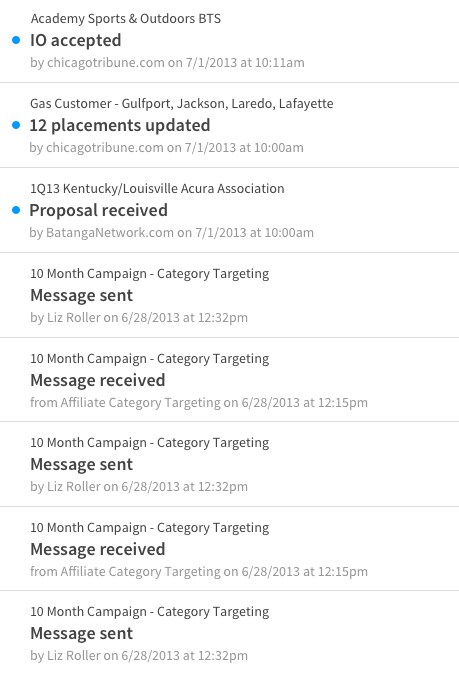 Academy Sports & Outdoors BTS
IO accepted
by chicagotribune.com on 7/1/2013 at 10:11am
Gas Customer - Gulfport, Jackson, Laredo, Lafayette
12 placements updated
by chicagotribune.com on 7/1/2013 at 10:00am
1Q13 Kentucky/Louisville Acura Association
Proposal received
by BatangaNetwork.com on 7/1/2013 at 10:00am
10 Month Campaign - Category Targeting
Message sent
by Liz Roller on 6/28/2013 at 12:32pm
10 Month Campaign - Category Targeting
Message received
from Affiliate Category Targeting on 6/28/2013 at 12:15pm
10 Month Campaign - Category Targeting
Message sent
by Liz Roller on 6/28/2013 at 12:32pm
10 Month Campaign - Category Targeting
Message received
from Affiliate Category Targeting on 6/28/2013 at 12:15pm
10 Month Campaign - Category Targeting
Message sent
by Liz Roller on 6/28/2013 at 12:32pm